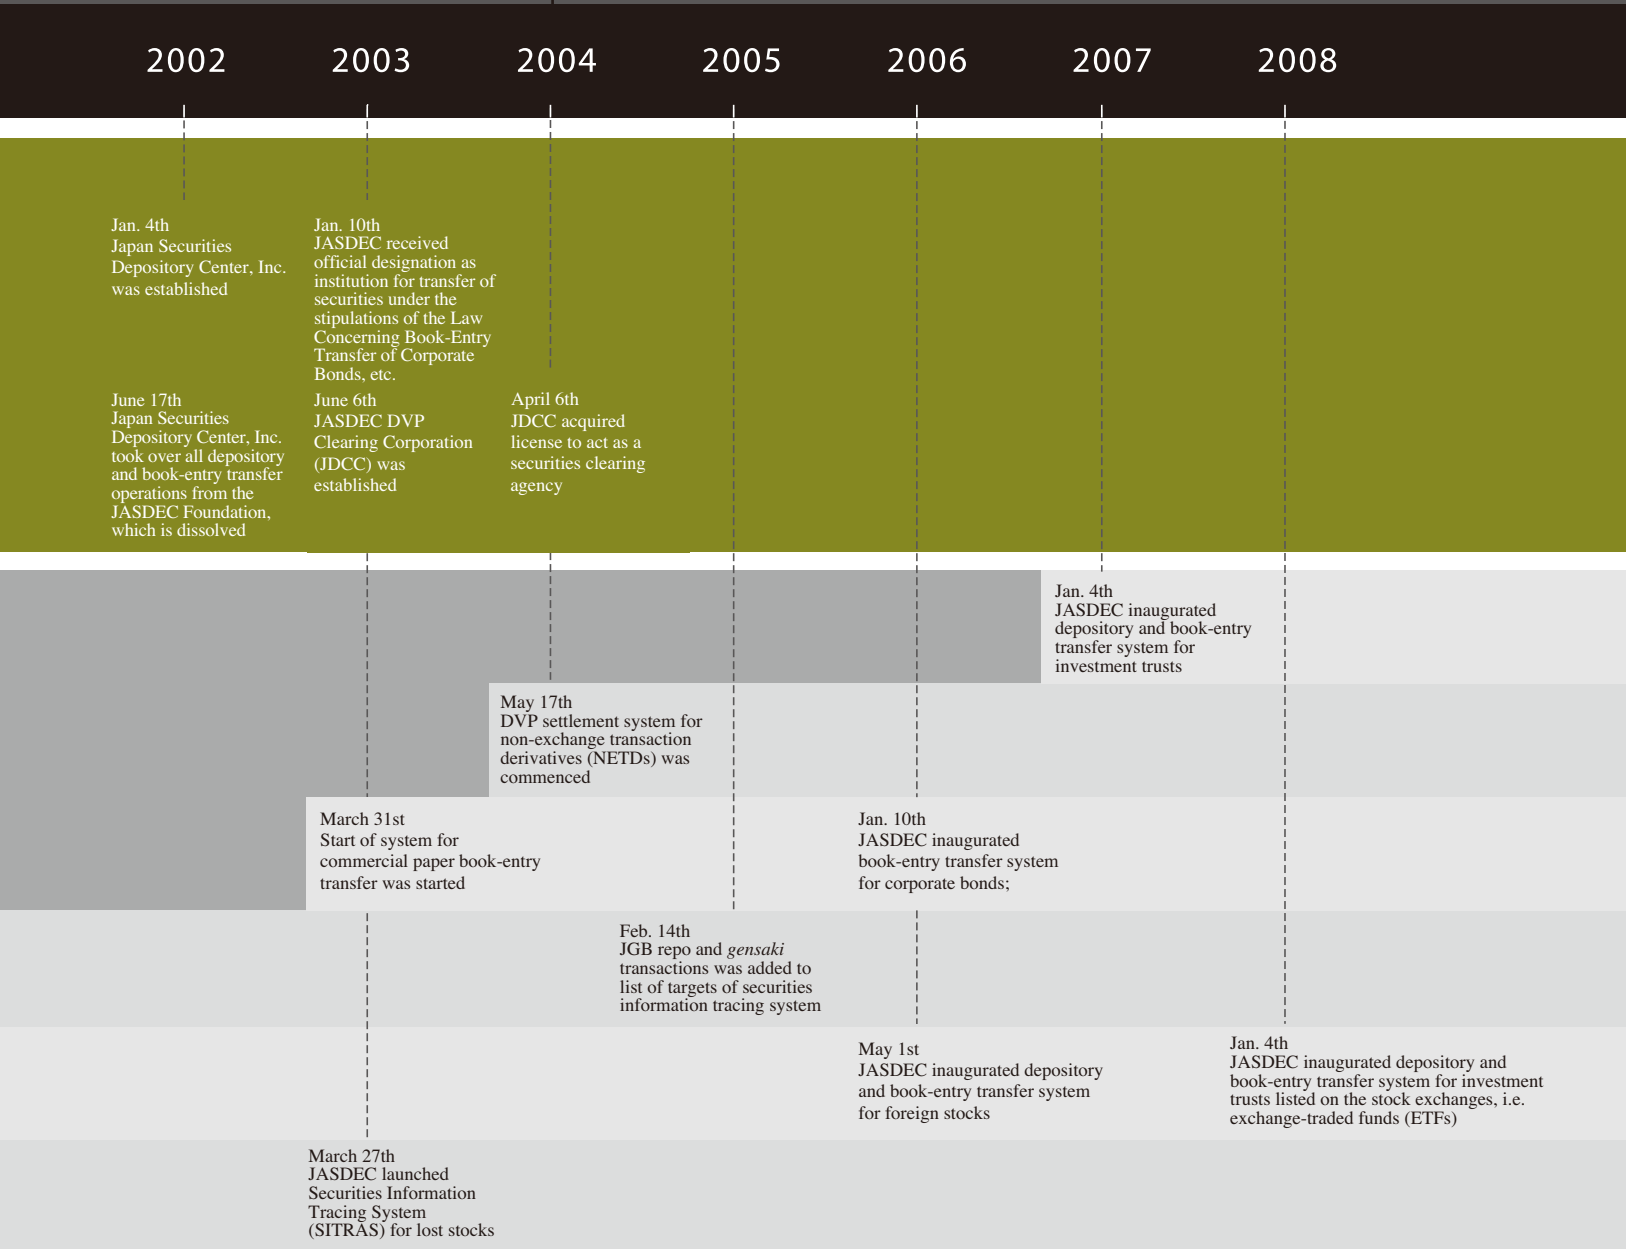 2002 2003 2004 2005 2006 2007 2008
Jan. 4th
Japan Securities
Depository Center, Inc.
was established
June 17th
Japan Securities
Depository Center, Inc.
took over all depository
and book-entry transfer
operations from the
JASDEC Foundation,
which is dissolved
Jan. 10th
JASDEC received
official designation as
institution for transfer of
securities under the
stipulations of the Law
Concerning Book-Entry
Transfer of Corporate
Bonds, etc.
June 6th
JASDEC DVP
Clearing Corporation
(JDCC) was
established
April 6th
JDCC acquired
license to act as a
securities clearing
agency
Jan. 4th
JASDEC inaugurated
depository and book-entry
transfer system for
investment trusts
May 17th
DVP settlement system for
non-exchange transaction
derivatives (NETDs) was
commenced
March 31st
Start of system for
commercial paper book-entry
transfer was started
Jan. 10th
JASDEC inaugurated
book-entry transfer system
for corporate bonds;
Feb. 14th
JGB repo and gensaki
transactions was added to
list of targets of securities
information tracing system
May 1st
JASDEC inaugurated depository
and book-entry transfer system
for foreign stocks
Jan. 4th
JASDEC inaugurated depository and
book-entry transfer system for investment
trusts listed on the stock exchanges, i.e.
exchange-traded funds (ETFs)
March 27th
JASDEC launched
Securities Information
Tracing System
(SITRAS) for lost stocks